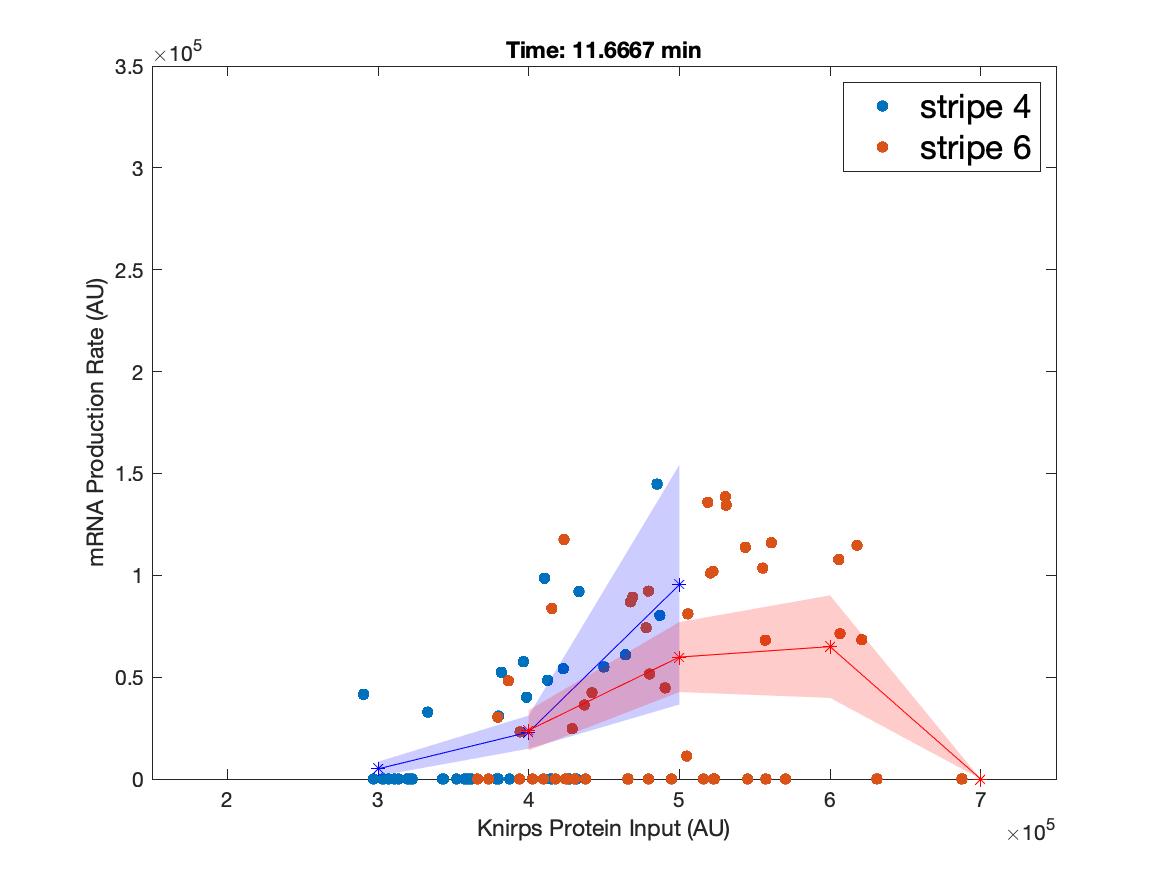 Time: 11.6667 min
×10⁵
3.5
3
2.5
2
1.5
1
0.5
0
mRNA Production Rate (AU)
stripe 4
stripe 6
2 3 4 5 6 7
Knirps Protein Input (AU)
×10⁵